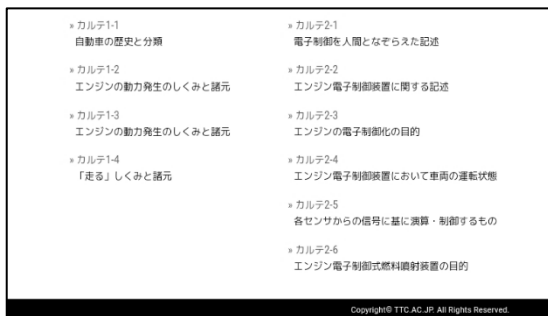 » カルテ1-1
自動車の歴史と分類
» カルテ1-2
エンジンの動力発生のしくみと諸元
» カルテ1-3
エンジンの動力発生のしくみと諸元
» カルテ1-4
「走る」しくみと諸元
» カルテ2-1
電子制御を人間となぞらえた記述
» カルテ2-2
エンジン電子制御装置に関する記述
» カルテ2-3
エンジンの電子制御化の目的
» カルテ2-4
エンジン電子制御装置において車両の運転状態
» カルテ2-5
各センサからの信号に基に演算・制御するもの
» カルテ2-6
エンジン電子制御式燃料噴射装置の目的
Copyright© TTC.AC.JP. All Rights Reserved.